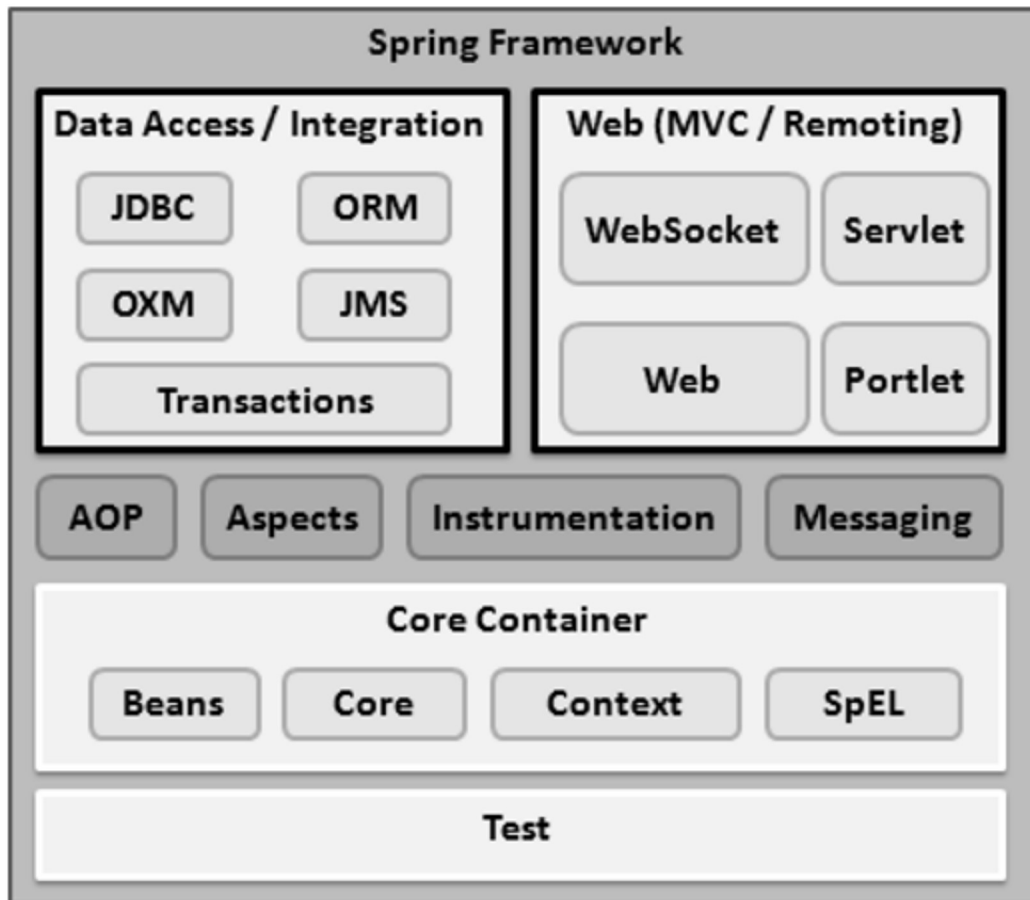 Spring Framework
Data Access / Integration
JDBC
ORM
OXM
JMS
Transactions
Web (MVC / Remoting)
WebSocket
Servlet
Web
Portlet
AOP
Aspects
Instrumentation
Messaging
Core Container
Beans
Core
Context
SpEL
Test